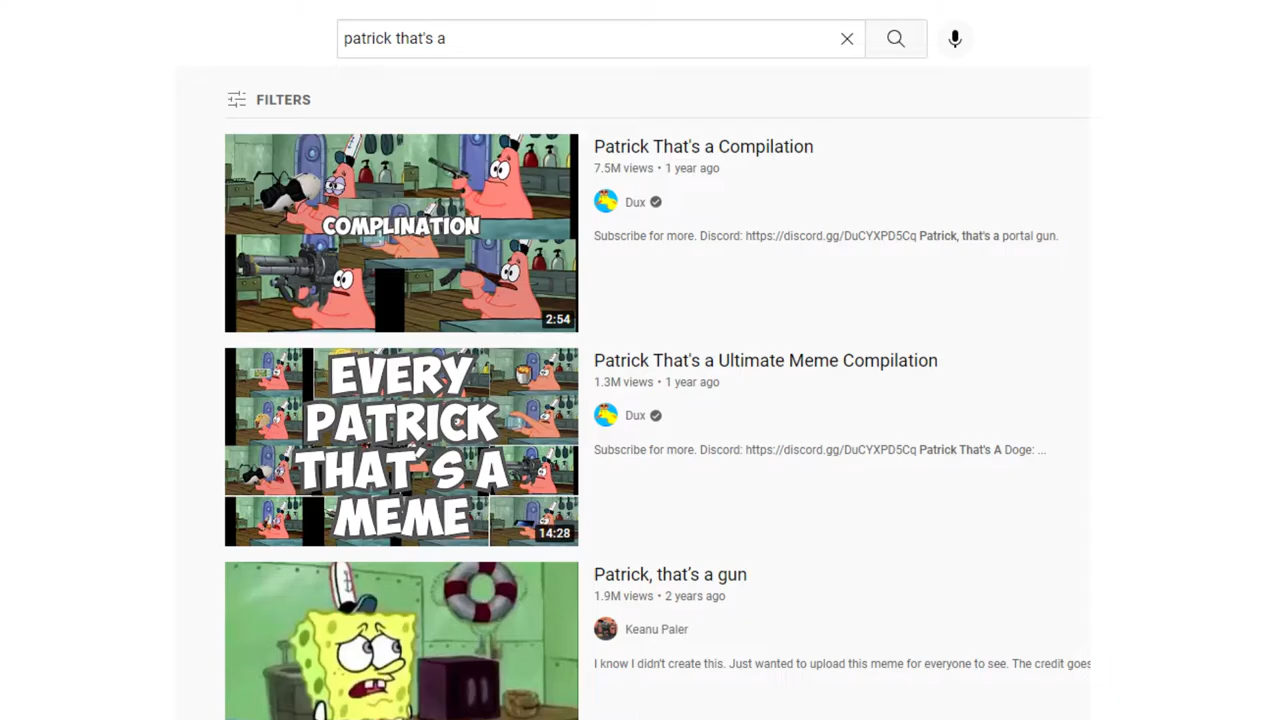 patrick that's a
FILTERS
COMPLINATION
2:54
Patrick That's a Compilation
7.5M views • 1 year ago
Dux
Subscribe for more. Discord: https://discord.gg/DuCYXPD5Cq Patrick, that's a portal gun.
EVERY
PATRICK
THAT'S A
MEME
14:28
Patrick That's a Ultimate Meme Compilation
1.3M views • 1 year ago
Dux
Subscribe for more. Discord: https://discord.gg/DuCYXPD5Cq Patrick That's A Doge: ...
Patrick, that’s a gun
1.9M views • 2 years ago
Keanu Paler
I know I didn't create this. Just wanted to upload this meme for everyone to see. The credit goes